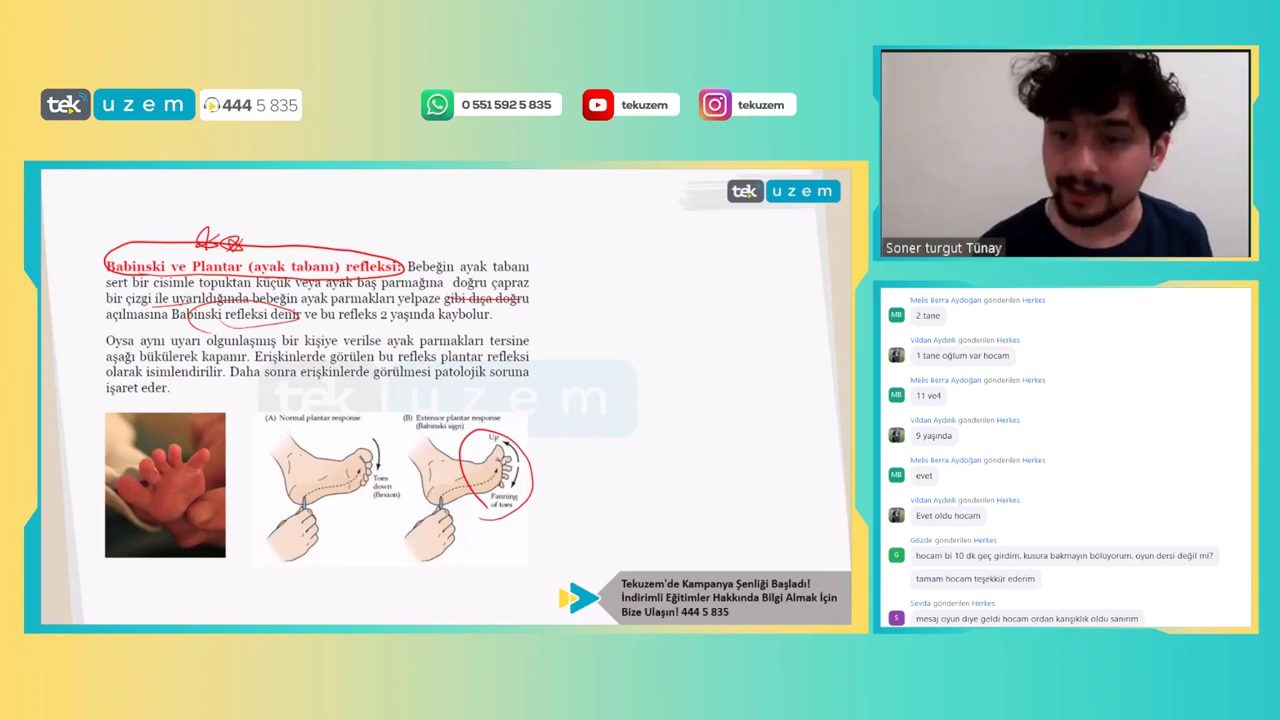 tek uzem 444 5 835
0 551 592 5 835
tekuzem
tekuzem
tek uzem
Babinski ve Plantar (ayak tabanı) refleksi: Bebeğin ayak tabanı
sert bir cisimle topuktan küçük veya ayak baş parmağına doğru çapraz
bir çizgi ile uyarıldığında bebeğin ayak parmakları yelpaze gibi dışa doğru
açılmasına Babinski refleksi denir ve bu refleks 2 yaşında kaybolur.
Oysa aynı uyarı olgunlaşmış bir kişiye verilse ayak parmakları tersine
aşağı bükülerek kapanır. Erişkinlerde görülen bu refleks plantar refleksi
olarak isimlendirilir. Daha sonra erişkinlerde görülmesi patolojik soruna
işaret eder.
tek uzem
(A) Normal plantar response
Toes
down
(flexion)
(B) Extensor plantar response
(Babinski sign)
Up
Fanning
of toes
Tekuzem'de Kampanya Şenliği Başladı!
İndirimli Eğitimler Hakkında Bilgi Almak İçin
Bize Ulaşın! 444 5 835
Soner turgut Tünay
Melis Berra Aydoğan gönderilen Herkes
MB 2 tane
Vildan Aydınlı gönderilen Herkes
1 tane oğlum var hocam
Melis Berra Aydoğan gönderilen Herkes
MB 11 ve4
Vildan Aydınlı gönderilen Herkes
9 yaşında
Melis Berra Aydoğan gönderilen Herkes
MB evet
Vildan Aydınlı gönderilen Herkes
Evet oldu hocam
Gözde gönderilen Herkes
G hocam bi 10 dk geç girdim. kusura bakmayın bölüyorum. oyun dersi değil mi?
tamam hocam teşekkür ederim
Sevda gönderilen Herkes
S mesaj oyun diye geldi hocam ordan karışıklık oldu sanırım